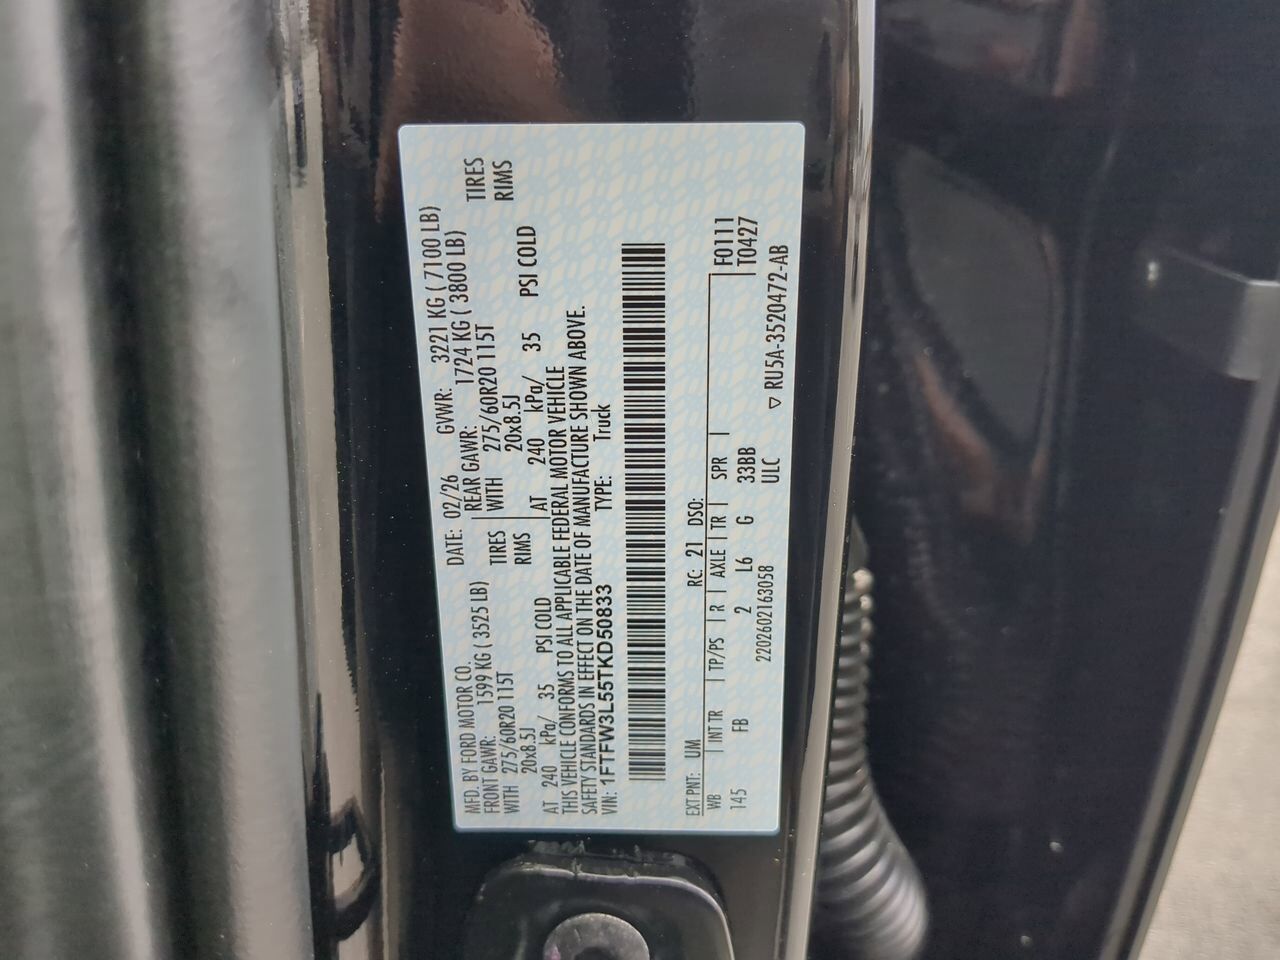 MFD. BY FORD MOTOR CO.
DATE: 02/26 GVWR: 3221 KG ( 7100 LB)
FRONT GAWR: 1599 KG ( 3525 LB)
REAR GAWR: 1724 KG ( 3800 LB)
WITH 275/60R20 115T TIRES
WITH 275/60R20 115T TIRES
20x8.5J RIMS
20x8.5J RIMS
AT 240 kPa/ 35 PSI COLD
AT 240 kPa/ 35 PSI COLD
THIS VEHICLE CONFORMS TO ALL APPLICABLE FEDERAL MOTOR VEHICLE
SAFETY STANDARDS IN EFFECT ON THE DATE OF MANUFACTURE SHOWN ABOVE.
VIN: 1FTFW3L55TKD50833 TYPE: Truck
EXT PNT: UM RC: 21 DSO:
WB INT TR TP/PS R AXLE TR SPR F0111
145 FB 2 L6 G 33BB T0427
2202602163058 ULC
▽ RU5A-3520472-AB